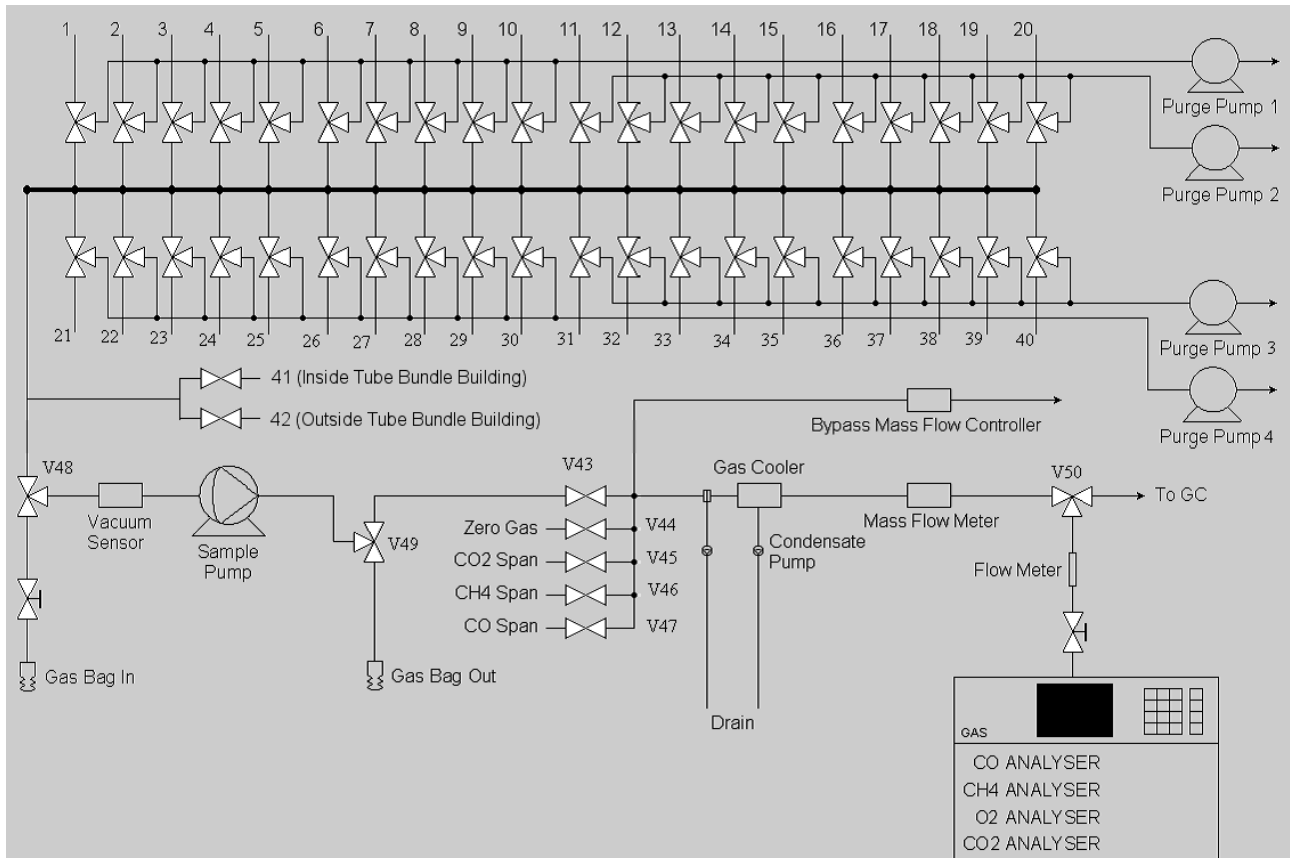 1 2 3 4 5 6 7 8 9 10 11 12 13 14 15 16 17 18 19 20
Purge Pump 1
Purge Pump 2
21 22 23 24 25 26 27 28 29 30 31 32 33 34 35 36 37 38 39 40
Purge Pump 3
41 (Inside Tube Bundle Building)
42 (Outside Tube Bundle Building)
Bypass Mass Flow Controller
Purge Pump 4
V48
V43
Gas Cooler
V50
To GC
Vacuum
Sensor
Sample
Pump
V49
Zero Gas
V44
Mass Flow Meter
CO2 Span
V45
Condensate
Pump
Flow Meter
CH4 Span
V46
CO Span
V47
Gas Bag In
Gas Bag Out
Drain
GAS
CO ANALYSER
CH4 ANALYSER
O2 ANALYSER
CO2 ANALYSER